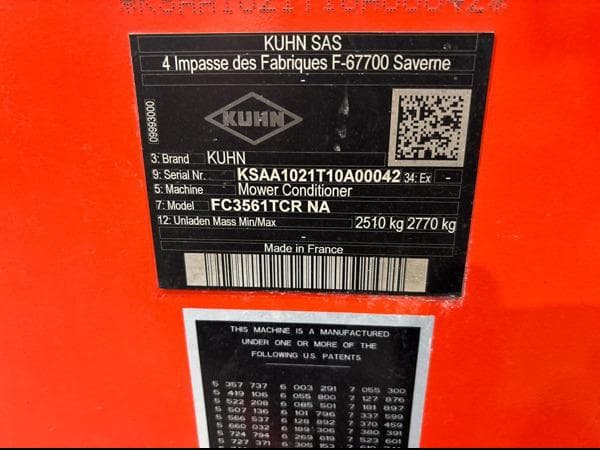 KUHN SAS
4 Impasse des Fabriques F-67700 Saverne
-
09993000
KUHN
3: Brand KUHN
9: Serial Nr. KSAA1021T10A00042 34: Ex -
5: Machine Mower Conditioner
7: Model FC3561TCR NA
12: Unladen Mass Min/Max 2510 kg 2770 kg
-
Made in France
THIS MACHINE IS A MANUFACTURED
UNDER ONE OR MORE OF THE
FOLLOWING U.S. PATENTS
5 357 737 6 003 291 7 055 300
5 419 106 6 055 800 7 127 876
5 522 208 6 085 501 7 181 897
5 507 136 6 101 796 7 337 599
5 566 537 6 128 892 7 370 459
5 660 032 6 189 306 7 380 391
5 724 794 6 269 619 7 523 601
5 727 371 6 305 153